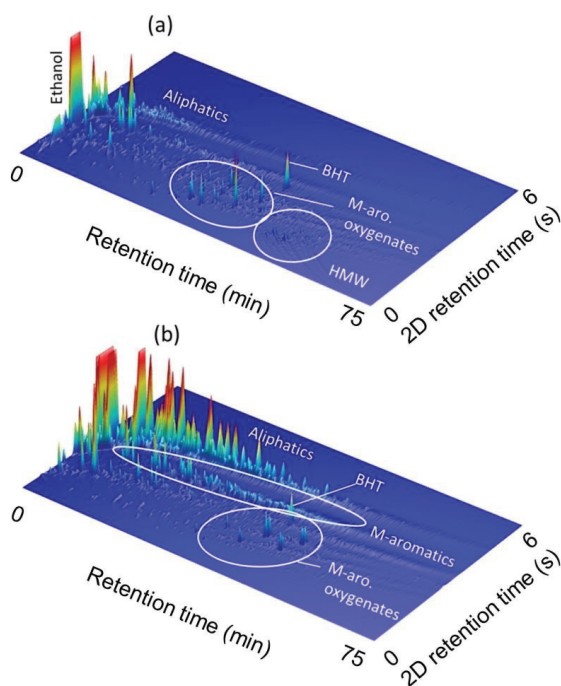 (a)
Ethanol
Aliphatics
BHT
M-aro.
oxygenates
HMW
0
Retention time (min)
75
0
2D retention time (s)
6
(b)
Aliphatics
BHT
M-aromatics
M-aro.
oxygenates
0
Retention time (min)
75
0
2D retention time (s)
6